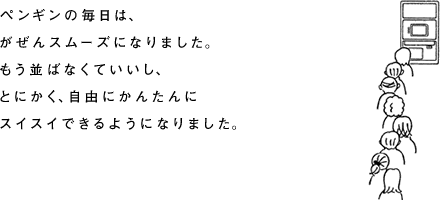 ペンギンの毎日は、
がぜんスムーズになりました。
もう並ばなくていいし、
とにかく、自由にかんたんに
スイスイできるようになりました。